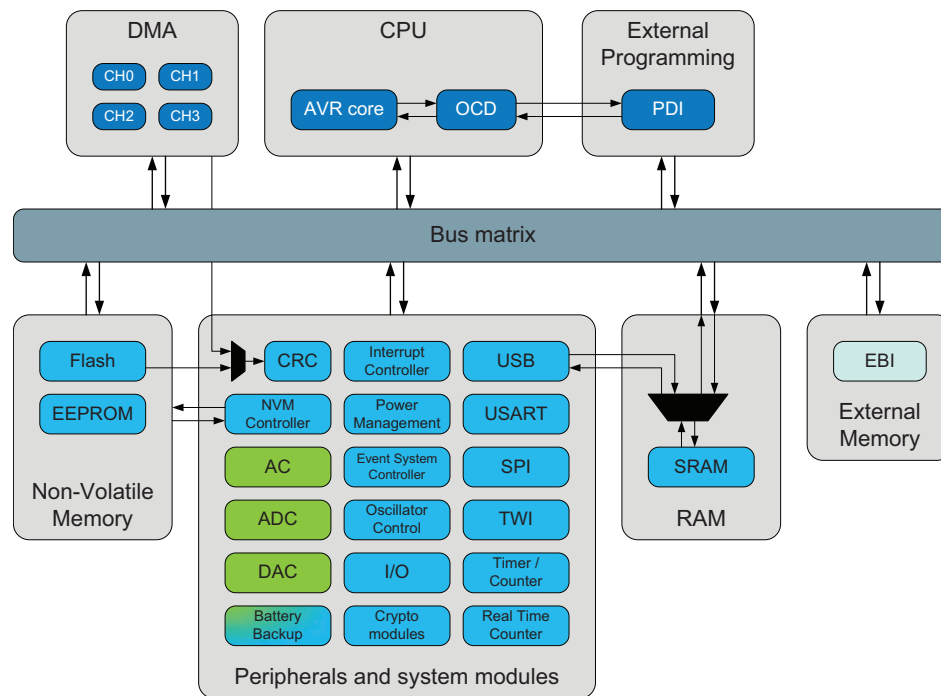 DMA
CH0
CH1
CH2
CH3
CPU
AVR core
OCD
External
Programming
PDI
Bus matrix
Flash
EEPROM
Non-Volatile
Memory
CRC
Interrupt
Controller
USB
NVM
Controller
Power
Management
USART
AC
Event System
Controller
SPI
ADC
Oscillator
Control
TWI
DAC
I/O
Timer /
Counter
Battery
Backup
Crypto
modules
Real Time
Counter
Peripherals and system modules
SRAM
RAM
EBI
External
Memory